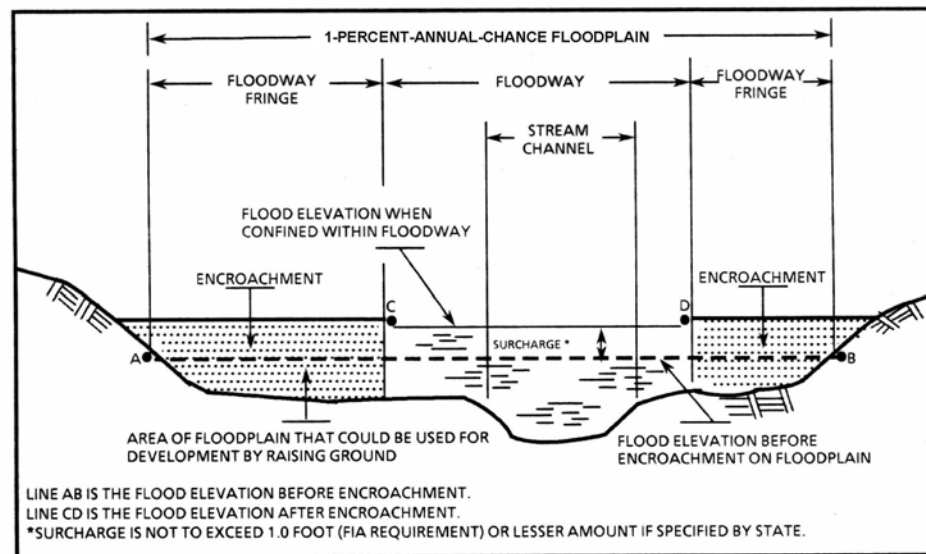 1-PERCENT-ANNUAL-CHANCE FLOODPLAIN
FLOODWAY
FRINGE
FLOODWAY
FLOODWAY
FRINGE
STREAM
CHANNEL
FLOOD ELEVATION WHEN
CONFINED WITHIN FLOODWAY
ENCROACHMENT
ENCROACHMENT
C
D
SURCHARGE *
A
B
AREA OF FLOODPLAIN THAT COULD BE USED FOR
DEVELOPMENT BY RAISING GROUND
FLOOD ELEVATION BEFORE
ENCROACHMENT ON FLOODPLAIN
LINE AB IS THE FLOOD ELEVATION BEFORE ENCROACHMENT.
LINE CD IS THE FLOOD ELEVATION AFTER ENCROACHMENT.
*SURCHARGE IS NOT TO EXCEED 1.0 FOOT (FIA REQUIREMENT) OR LESSER AMOUNT IF SPECIFIED BY STATE.